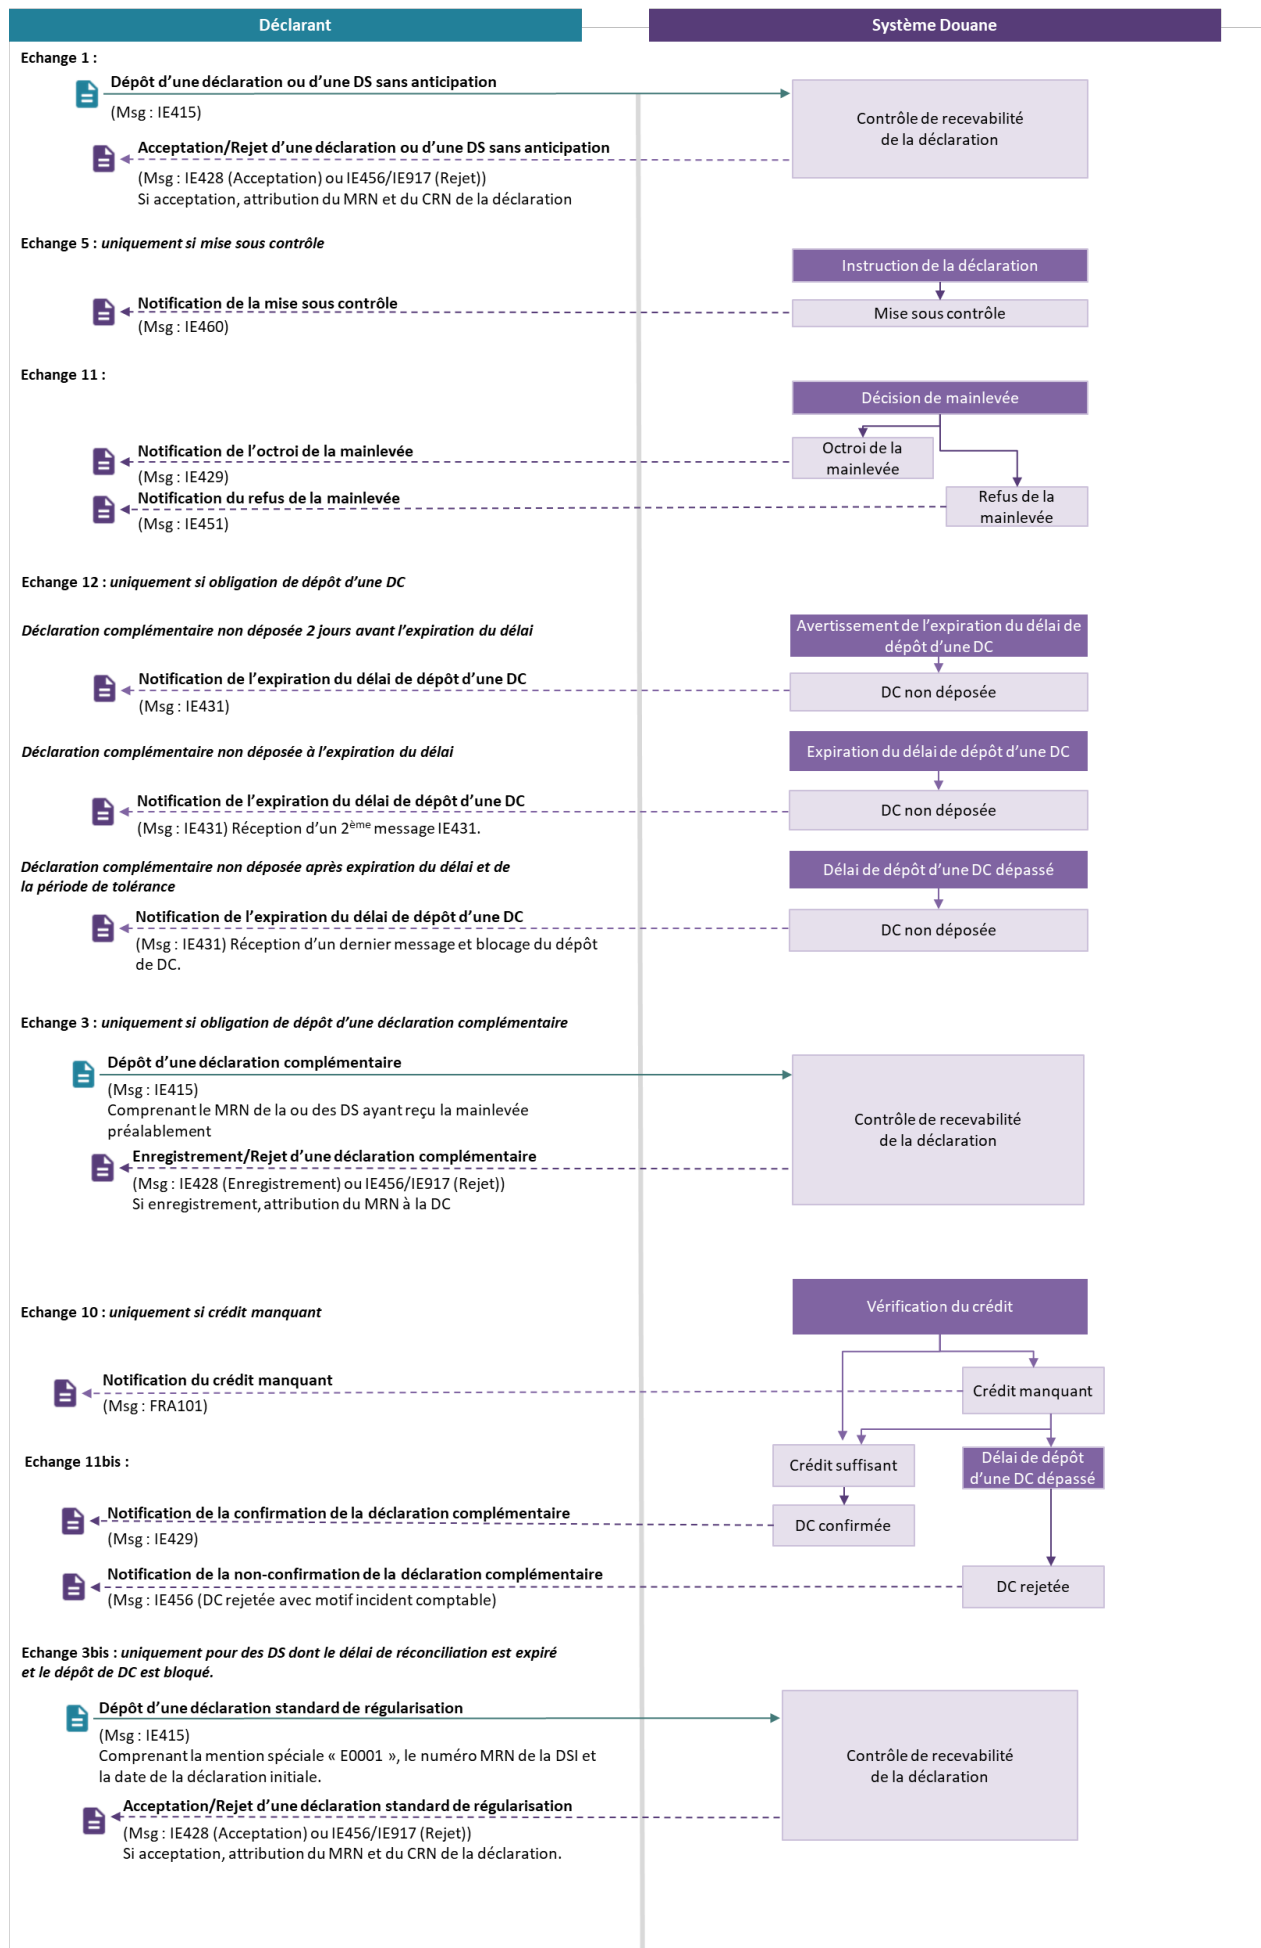 Déclarant
Système Douane
Echange 1 :
Dépôt d’une déclaration ou d’une DS sans anticipation
(Msg : IE415)
Contrôle de recevabilité
de la déclaration
Acceptation/Rejet d’une déclaration ou d’une DS sans anticipation
(Msg : IE428 (Acceptation) ou IE456/IE917 (Rejet))
Si acceptation, attribution du MRN et du CRN de la déclaration
Echange 5 : uniquement si mise sous contrôle
Instruction de la déclaration
Notification de la mise sous contrôle
(Msg : IE460)
Mise sous contrôle
Echange 11 :
Décision de mainlevée
Notification de l’octroi de la mainlevée
(Msg : IE429)
Octroi de la
mainlevée
Notification du refus de la mainlevée
(Msg : IE451)
Refus de la
mainlevée
Echange 12 : uniquement si obligation de dépôt d’une DC
Déclaration complémentaire non déposée 2 jours avant l’expiration du délai
Avertissement de l’expiration du délai de
dépôt d’une DC
Notification de l’expiration du délai de dépôt d’une DC
(Msg : IE431)
DC non déposée
Déclaration complémentaire non déposée à l’expiration du délai
Expiration du délai de dépôt d’une DC
Notification de l’expiration du délai de dépôt d’une DC
(Msg : IE431) Réception d’un 2ème message IE431.
DC non déposée
Déclaration complémentaire non déposée après expiration du délai et de
la période de tolérance
Délai de dépôt d’une DC dépassé
Notification de l’expiration du délai de dépôt d’une DC
(Msg : IE431) Réception d’un dernier message et blocage du dépôt
de DC.
DC non déposée
Echange 3 : uniquement si obligation de dépôt d’une déclaration complémentaire
Dépôt d’une déclaration complémentaire
(Msg : IE415)
Comprenant le MRN de la ou des DS ayant reçu la mainlevée
préalablement
Contrôle de recevabilité
de la déclaration
Enregistrement/Rejet d’une déclaration complémentaire
(Msg : IE428 (Enregistrement) ou IE456/IE917 (Rejet))
Si enregistrement, attribution du MRN à la DC
Echange 10 : uniquement si crédit manquant
Vérification du crédit
Notification du crédit manquant
(Msg : FRA101)
Crédit manquant
Echange 11bis :
Crédit suffisant
Délai de dépôt
d’une DC dépassé
Notification de la confirmation de la déclaration complémentaire
(Msg : IE429)
DC confirmée
Notification de la non-confirmation de la déclaration complémentaire
(Msg : IE456 (DC rejetée avec motif incident comptable)
DC rejetée
Echange 3bis : uniquement pour des DS dont le délai de réconciliation est expiré
et le dépôt de DC est bloqué.
Dépôt d’une déclaration standard de régularisation
(Msg : IE415)
Comprenant la mention spéciale « E0001 », le numéro MRN de la DSI et
la date de la déclaration initiale.
Contrôle de recevabilité
de la déclaration
Acceptation/Rejet d’une déclaration standard de régularisation
(Msg : IE428 (Acceptation) ou IE456/IE917 (Rejet))
Si acceptation, attribution du MRN et du CRN de la déclaration.